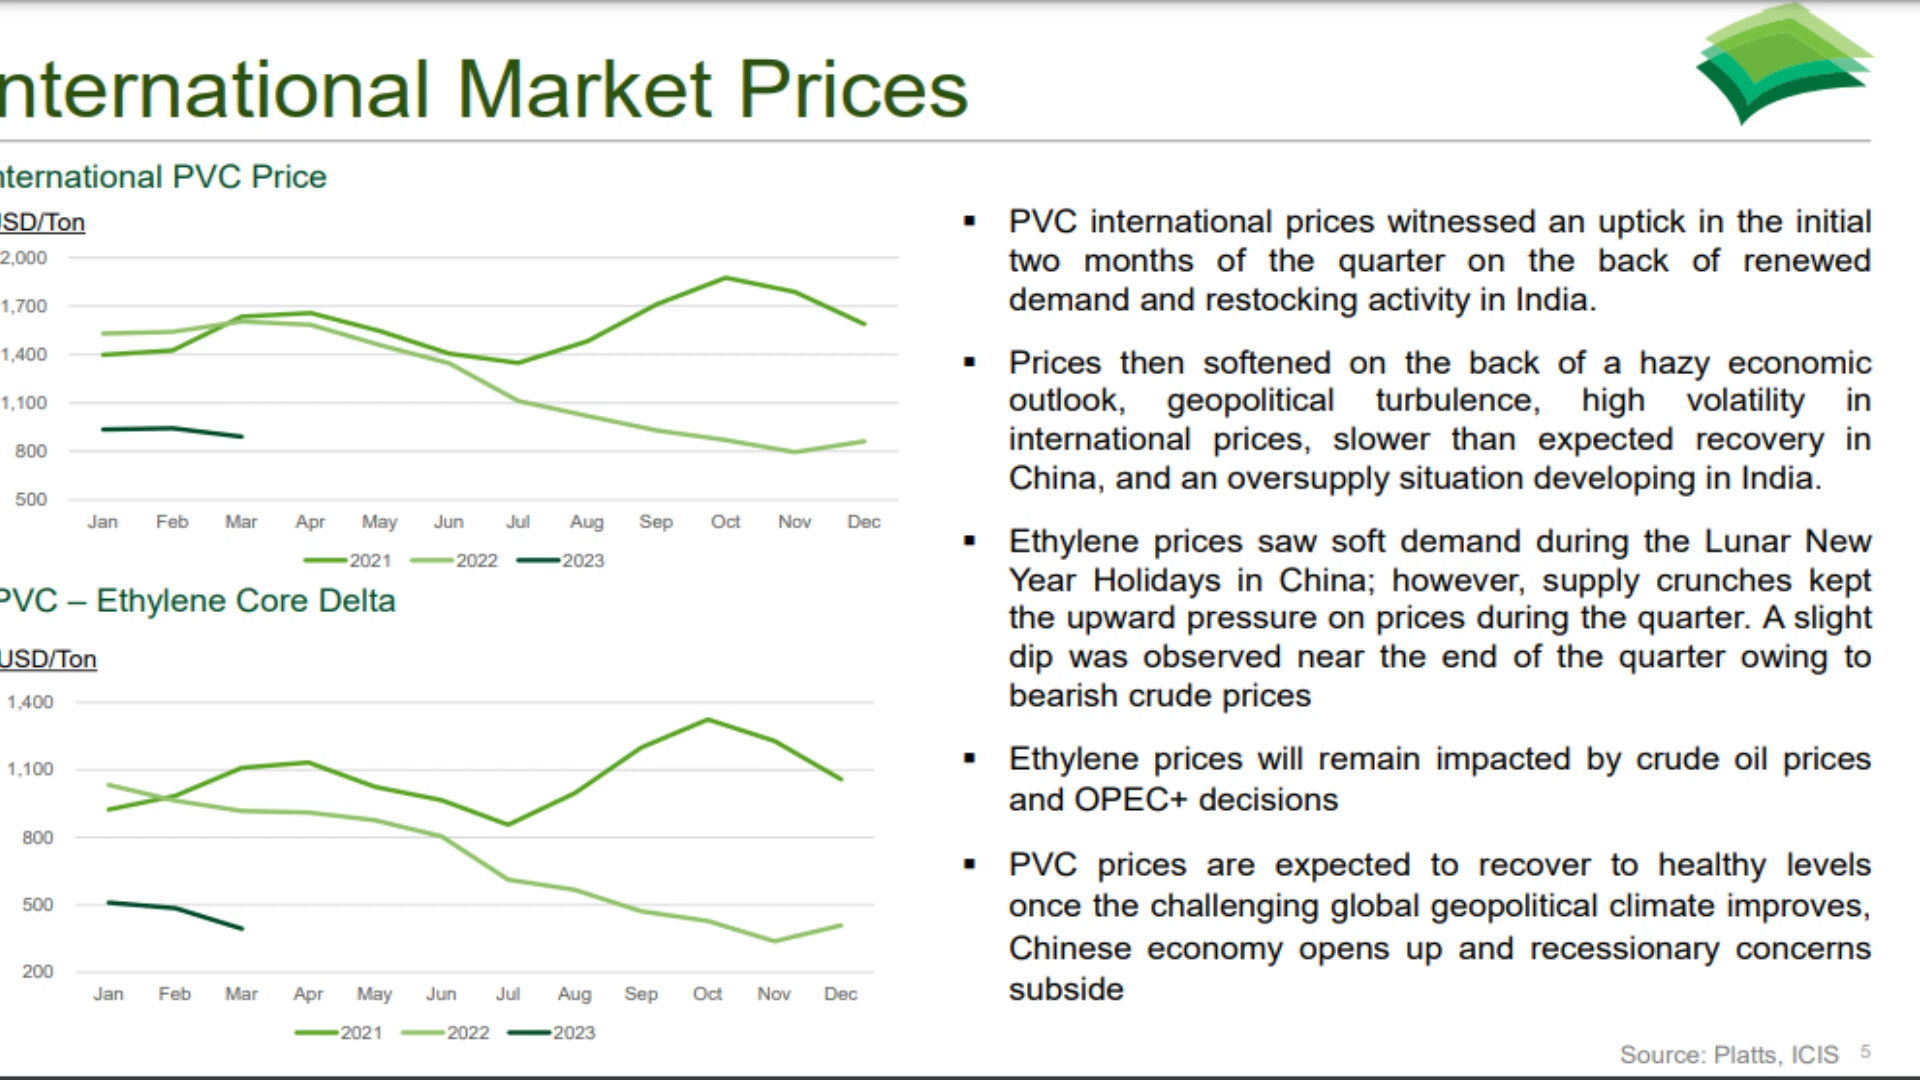 nternational Market Prices
nternational PVC Price
USD/Ton
2,000
1,700
1,400
1,100
800
500
Jan Feb Mar Apr May Jun Jul Aug Sep Oct Nov Dec
2021 2022 2023
PVC – Ethylene Core Delta
USD/Ton
1,400
1,100
800
500
200
Jan Feb Mar Apr May Jun Jul Aug Sep Oct Nov Dec
2021 2022 2023
▪ PVC international prices witnessed an uptick in the initial
two months of the quarter on the back of renewed
demand and restocking activity in India.
▪ Prices then softened on the back of a hazy economic
outlook, geopolitical turbulence, high volatility in
international prices, slower than expected recovery in
China, and an oversupply situation developing in India.
▪ Ethylene prices saw soft demand during the Lunar New
Year Holidays in China; however, supply crunches kept
the upward pressure on prices during the quarter. A slight
dip was observed near the end of the quarter owing to
bearish crude prices
▪ Ethylene prices will remain impacted by crude oil prices
and OPEC+ decisions
▪ PVC prices are expected to recover to healthy levels
once the challenging global geopolitical climate improves,
Chinese economy opens up and recessionary concerns
subside
Source: Platts, ICIS 5